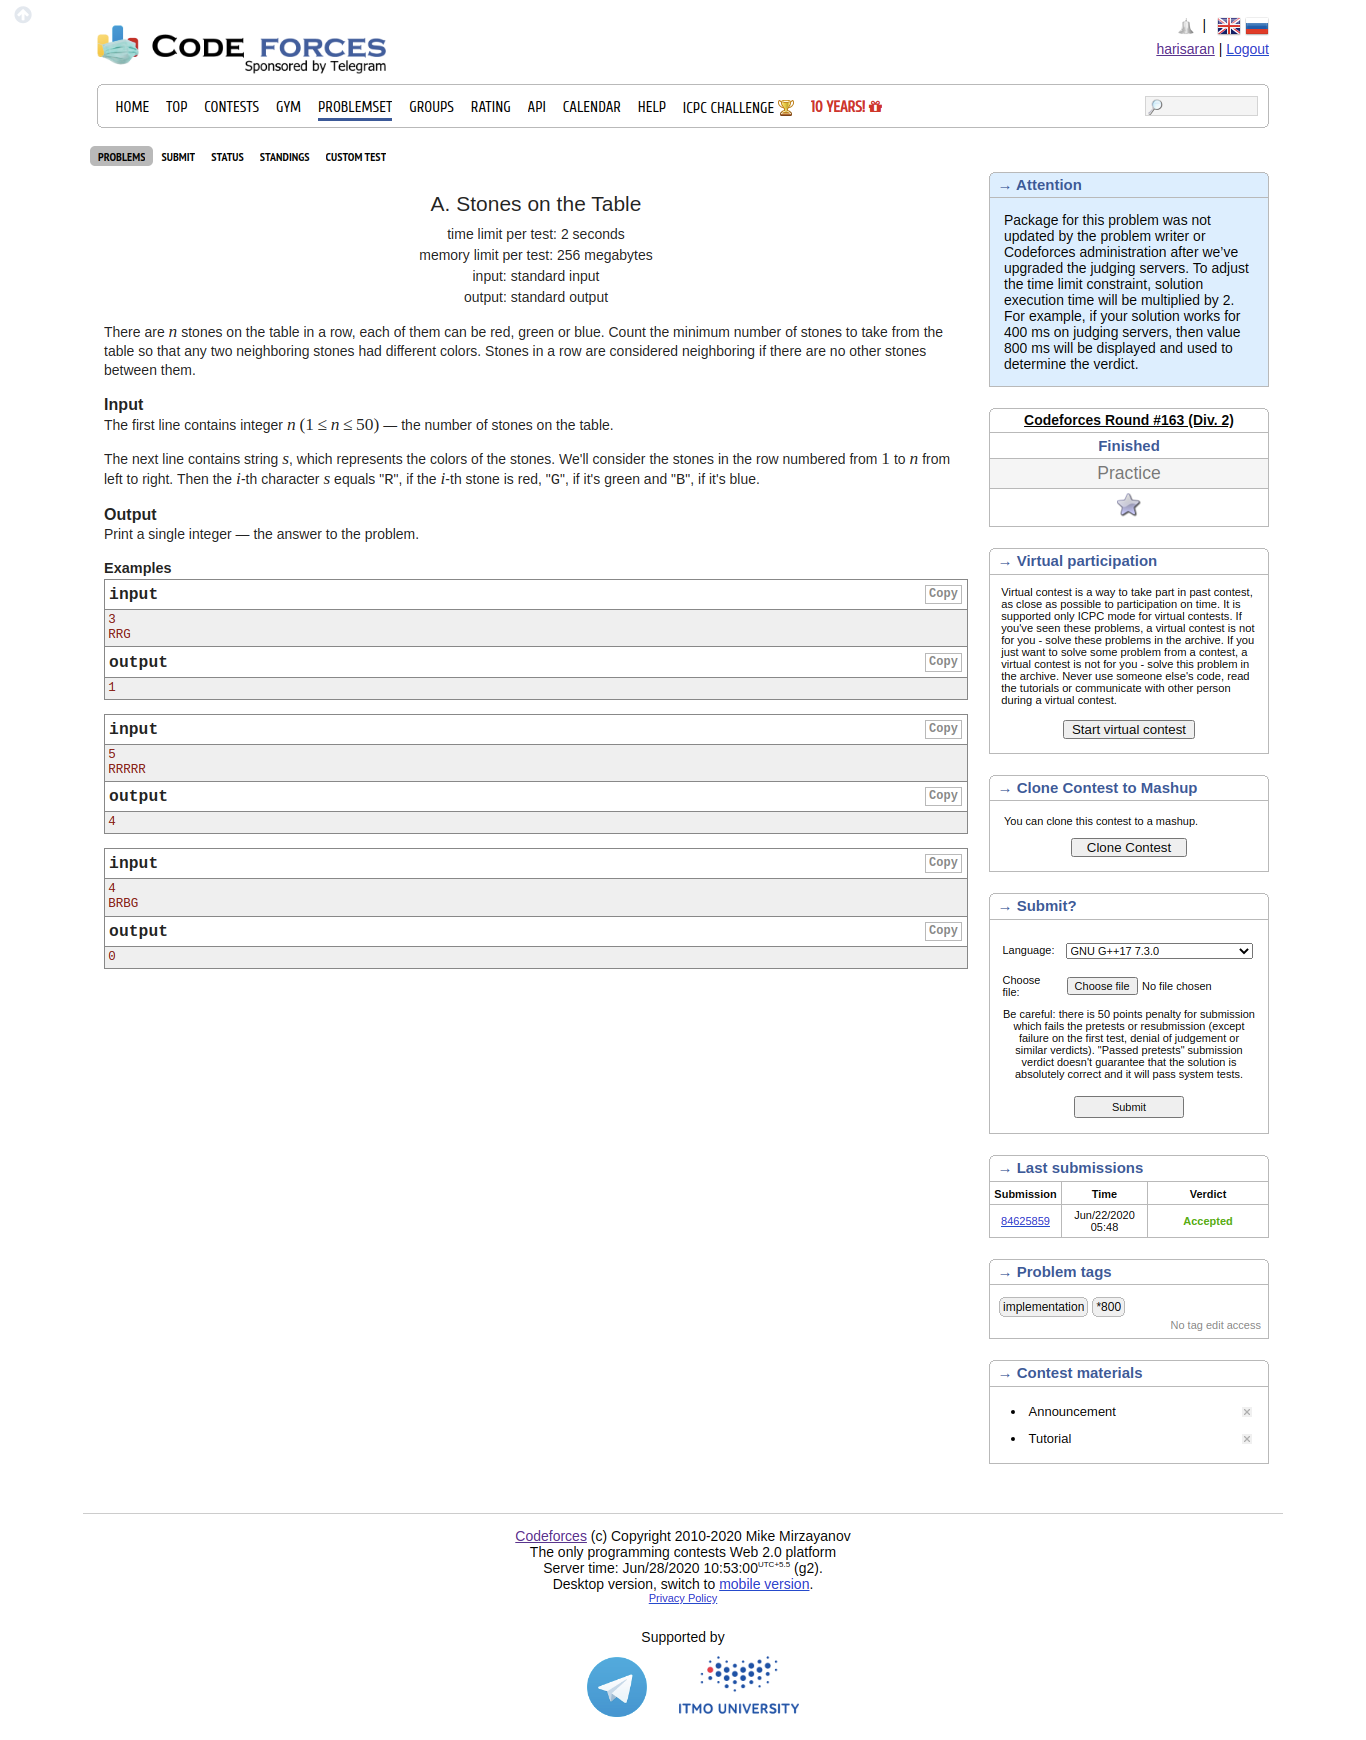 CODE FORCES
Sponsored by Telegram
|
harisaran | Logout
HOME TOP CONTESTS GYM PROBLEMSET GROUPS RATING API CALENDAR HELP ICPC CHALLENGE 10 YEARS!
PROBLEMS SUBMIT STATUS STANDINGS CUSTOM TEST
A. Stones on the Table
time limit per test: 2 seconds
memory limit per test: 256 megabytes
input: standard input
output: standard output
There are n stones on the table in a row, each of them can be red, green or blue. Count the minimum number of stones to take from the
table so that any two neighboring stones had different colors. Stones in a row are considered neighboring if there are no other stones
between them.
Input
The first line contains integer n (1 ≤ n ≤ 50) — the number of stones on the table.
The next line contains string s, which represents the colors of the stones. We'll consider the stones in the row numbered from 1 to n from
left to right. Then the i-th character s equals "R", if the i-th stone is red, "G", if it's green and "B", if it's blue.
Output
Print a single integer — the answer to the problem.
Examples
input
Copy
3
RRG
output
Copy
1
input
Copy
5
RRRRR
output
Copy
4
input
Copy
4
BRBG
output
Copy
0
→ Attention
Package for this problem was not
updated by the problem writer or
Codeforces administration after we’ve
upgraded the judging servers. To adjust
the time limit constraint, solution
execution time will be multiplied by 2.
For example, if your solution works for
400 ms on judging servers, then value
800 ms will be displayed and used to
determine the verdict.
Codeforces Round #163 (Div. 2)
Finished
Practice
→ Virtual participation
Virtual contest is a way to take part in past contest,
as close as possible to participation on time. It is
supported only ICPC mode for virtual contests. If
you've seen these problems, a virtual contest is not
for you - solve these problems in the archive. If you
just want to solve some problem from a contest, a
virtual contest is not for you - solve this problem in
the archive. Never use someone else's code, read
the tutorials or communicate with other person
during a virtual contest.
Start virtual contest
→ Clone Contest to Mashup
You can clone this contest to a mashup.
Clone Contest
→ Submit?
Language: GNU G++17 7.3.0
Choose
file:
Choose file No file chosen
Be careful: there is 50 points penalty for submission
which fails the pretests or resubmission (except
failure on the first test, denial of judgement or
similar verdicts). "Passed pretests" submission
verdict doesn't guarantee that the solution is
absolutely correct and it will pass system tests.
Submit
→ Last submissions
Submission Time Verdict
84625859 Jun/22/2020
05:48 Accepted
→ Problem tags
implementation *800
No tag edit access
→ Contest materials
• Announcement
• Tutorial
Codeforces (c) Copyright 2010-2020 Mike Mirzayanov
The only programming contests Web 2.0 platform
Server time: Jun/28/2020 10:53:00UTC+5.5 (g2).
Desktop version, switch to mobile version.
Privacy Policy
Supported by
ITMO UNIVERSITY